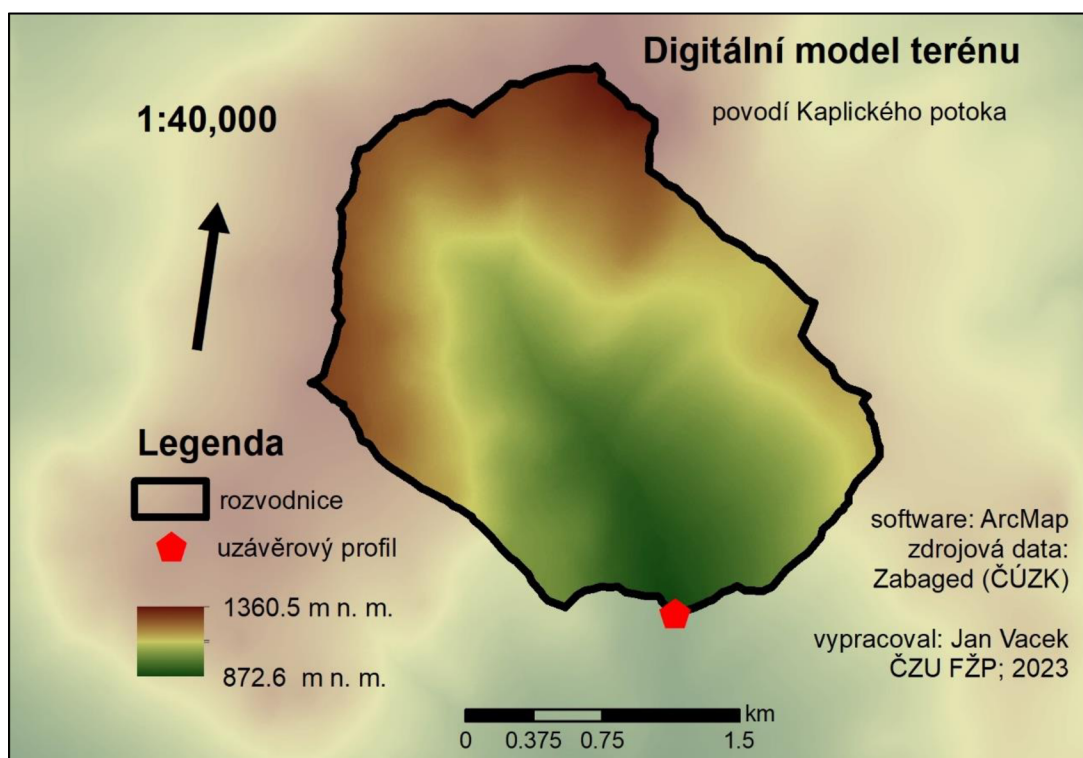 Digitální model terénu
povodí Kaplického potoka
1:40,000
Legenda
rozvodnice
uzávěrový profil
1360.5 m n. m.
872.6 m n. m.
software: ArcMap
zdrojová data:
Zabaged (ČÚZK)
vypracoval: Jan Vacek
ČZU FŽP; 2023
km
0 0.375 0.75 1.5